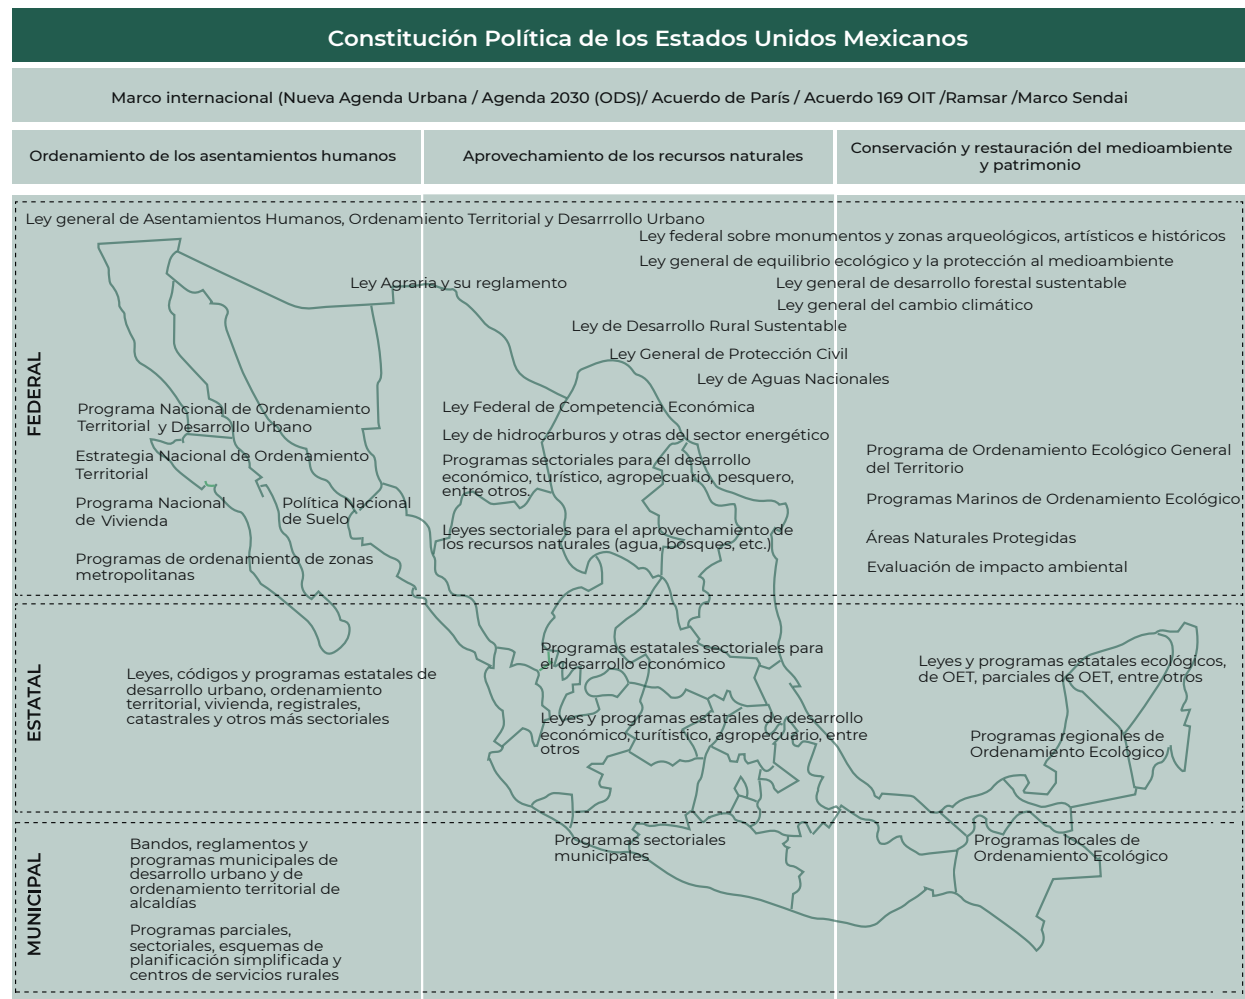 Constitución Política de los Estados Unidos Mexicanos
Marco internacional (Nueva Agenda Urbana / Agenda 2030 (ODS)/ Acuerdo de París / Acuerdo 169 OIT /Ramsar /Marco Sendai
Ordenamiento de los asentamientos humanos
Aprovechamiento de los recursos naturales
Conservación y restauración del medioambiente
y patrimonio
FEDERAL
Ley general de Asentamientos Humanos, Ordenamiento Territorial y Desarrrollo Urbano
Ley federal sobre monumentos y zonas arqueológicos, artísticos e históricos
Ley general de equilibrio ecológico y la protección al medioambiente
Ley Agraria y su reglamento
Ley general de desarrollo forestal sustentable
Ley general del cambio climático
Ley de Desarrollo Rural Sustentable
Ley General de Protección Civil
Ley de Aguas Nacionales
Programa Nacional de Ordenamiento
Territorial y Desarrollo Urbano
Estrategia Nacional de Ordenamiento
Territorial
Programa Nacional
de Vivienda
Política Nacional
de Suelo
Programas de ordenamiento de zonas
metropolitanas
Ley Federal de Competencia Económica
Ley de hidrocarburos y otras del sector energético
Programas sectoriales para el desarrollo
económico, turístico, agropecuario, pesquero,
entre otros.
Leyes sectoriales para el aprovechamiento de
los recursos naturales (agua, bosques, etc.)
Programa de Ordenamiento Ecológico General
del Territorio
Programas Marinos de Ordenamiento Ecológico
Áreas Naturales Protegidas
Evaluación de impacto ambiental
ESTATAL
Leyes, códigos y programas estatales de
desarrollo urbano, ordenamiento
territorial, vivienda, registrales,
catastrales y otros más sectoriales
Programas estatales sectoriales para
el desarrollo económico
Leyes y programas estatales de desarrollo
económico, turítistico, agropecuario, entre
otros
Leyes y programas estatales ecológicos,
de OET, parciales de OET, entre otros
Programas regionales de
Ordenamiento Ecológico
MUNICIPAL
Bandos, reglamentos y
programas municipales de
desarrollo urbano y de
ordenamiento territorial de
alcaldías
Programas parciales,
sectoriales, esquemas de
planificación simplificada y
centros de servicios rurales
Programas sectoriales
municipales
Programas locales de
Ordenamiento Ecológico